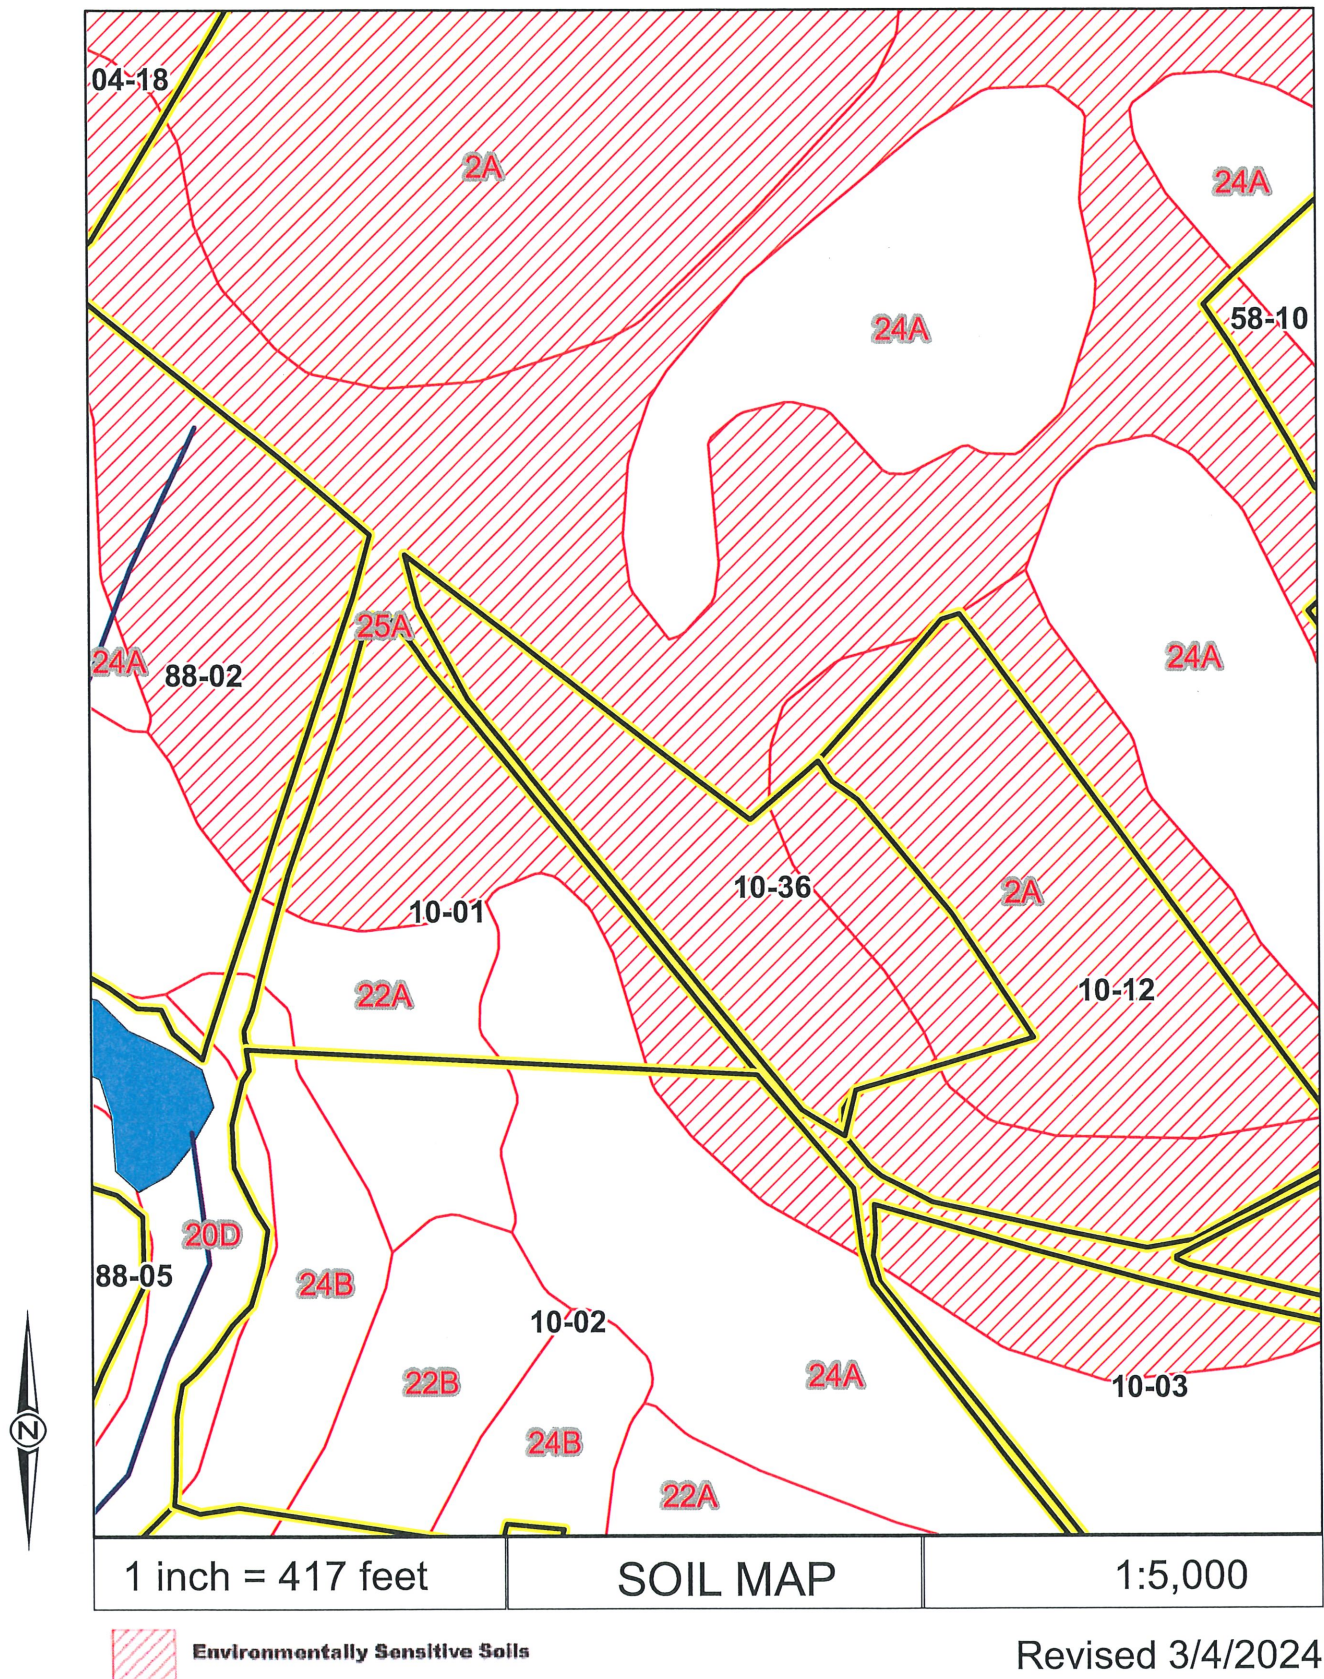 04-18
2A
24A
58-10
24A
25A
24A
88-02
24A
10-36
2A
10-01
10-12
22A
20D
88-05
24B
10-02
24A
22B
10-03
24B
22A
N
1 inch = 417 feet
SOIL MAP
1:5,000
Environmentally Sensitive Soils
Revised 3/4/2024